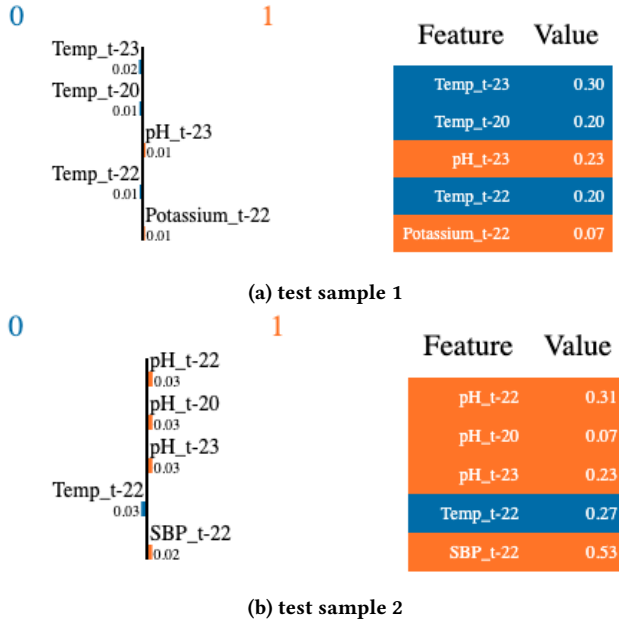 0 1
Temp_t-23
0.02
Temp_t-20
0.01
pH_t-23
0.01
Temp_t-22
0.01
Potassium_t-22
0.01
Feature Value
Temp_t-23 0.30
Temp_t-20 0.20
pH_t-23 0.23
Temp_t-22 0.20
Potassium_t-22 0.07
(a) test sample 1
0 1
pH_t-22
0.03
pH_t-20
0.03
pH_t-23
0.03
Temp_t-22
0.03
SBP_t-22
0.02
Feature Value
pH_t-22 0.31
pH_t-20 0.07
pH_t-23 0.23
Temp_t-22 0.27
SBP_t-22 0.53
(b) test sample 2